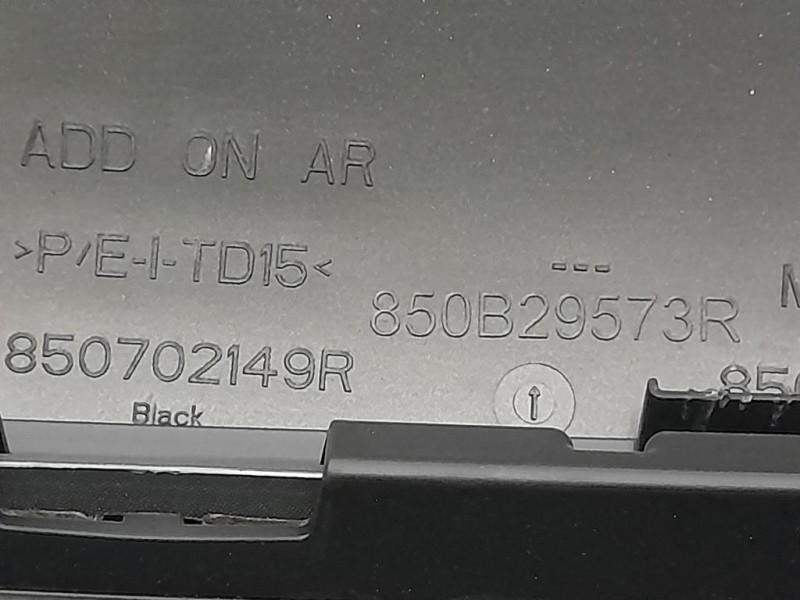 ADD ON AR
>P/E-I-TD15<
---
850B29573R
850702149R
Black